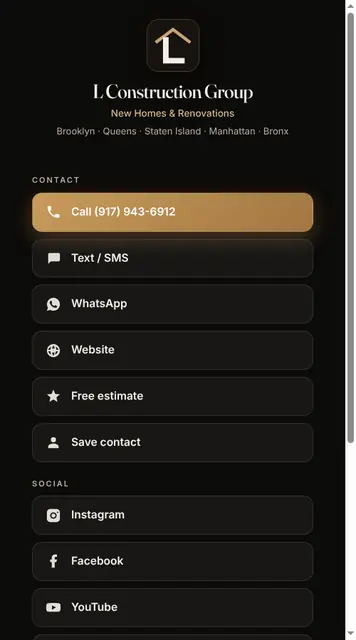 L
L Construction Group
New Homes & Renovations
Brooklyn · Queens · Staten Island · Manhattan · Bronx
CONTACT
Call (917) 943-6912
Text / SMS
WhatsApp
Website
Free estimate
Save contact
SOCIAL
Instagram
Facebook
YouTube